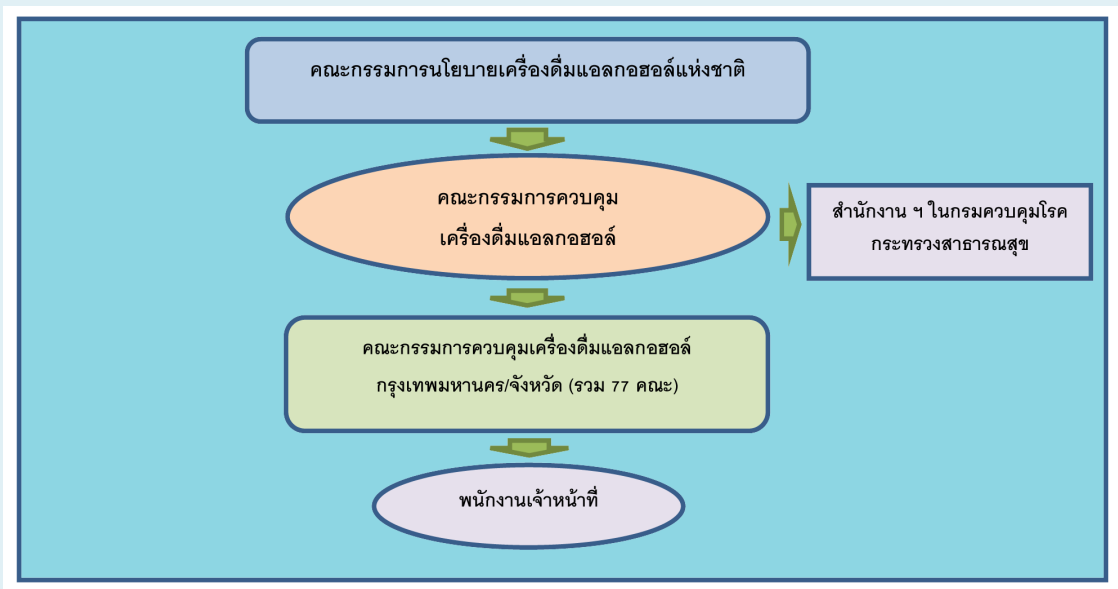 คณะกรรมการนโยบายเครื่องดื่มแอลกอฮอล์แห่งชาติ
คณะกรรมการควบคุม
เครื่องดื่มแอลกอฮอล์
สำนักงาน ฯ ในกรมควบคุมโรค
กระทรวงสาธารณสุข
คณะกรรมการควบคุมเครื่องดื่มแอลกอฮอล์
กรุงเทพมหานคร/จังหวัด (รวม 77 คณะ)
พนักงานเจ้าหน้าที่